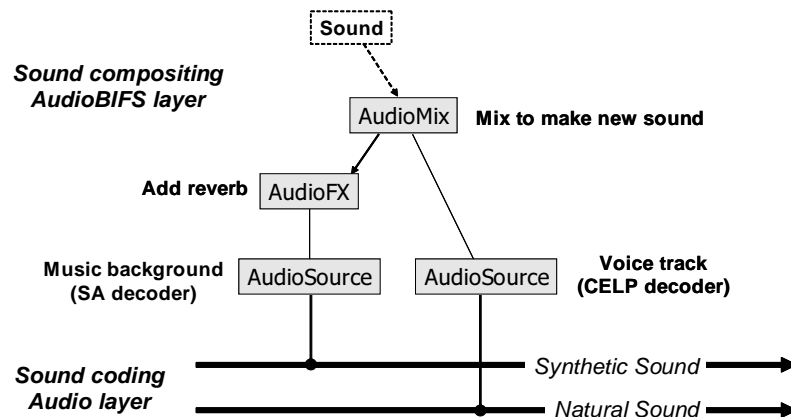 Sound
Sound compositing
AudioBIFS layer
AudioMix
Mix to make new sound
Add reverb
AudioFX
Music background
(SA decoder)
AudioSource
AudioSource
Voice track
(CELP decoder)
Sound coding
Audio layer
Synthetic Sound
Natural Sound